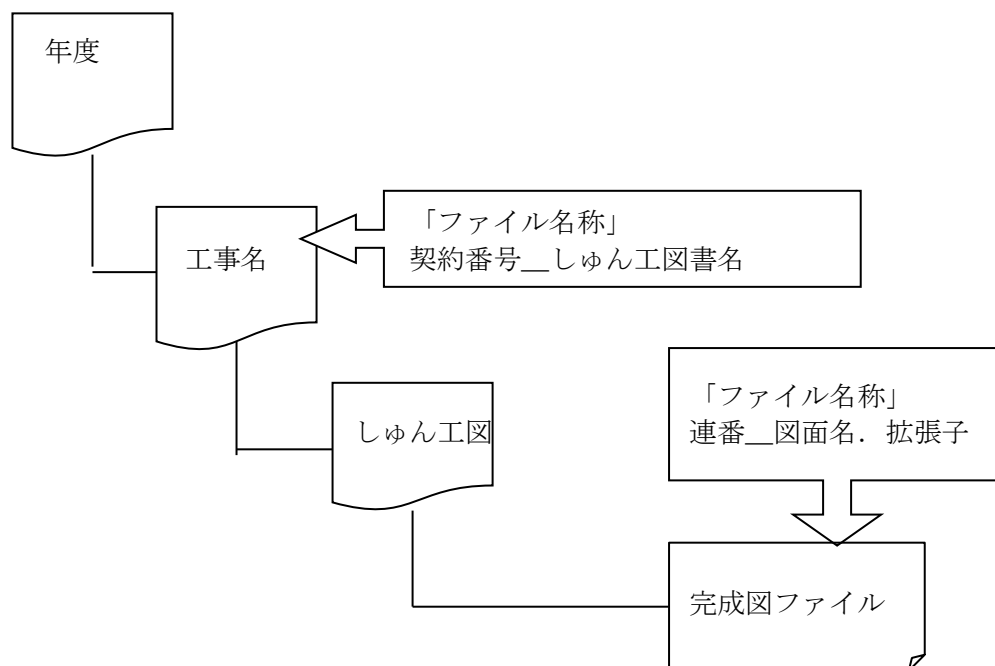 年度
工事名
「ファイル名称」
契約番号__しゅん工図書名
しゅん工図
「ファイル名称」
連番__図面名．拡張子
完成図ファイル